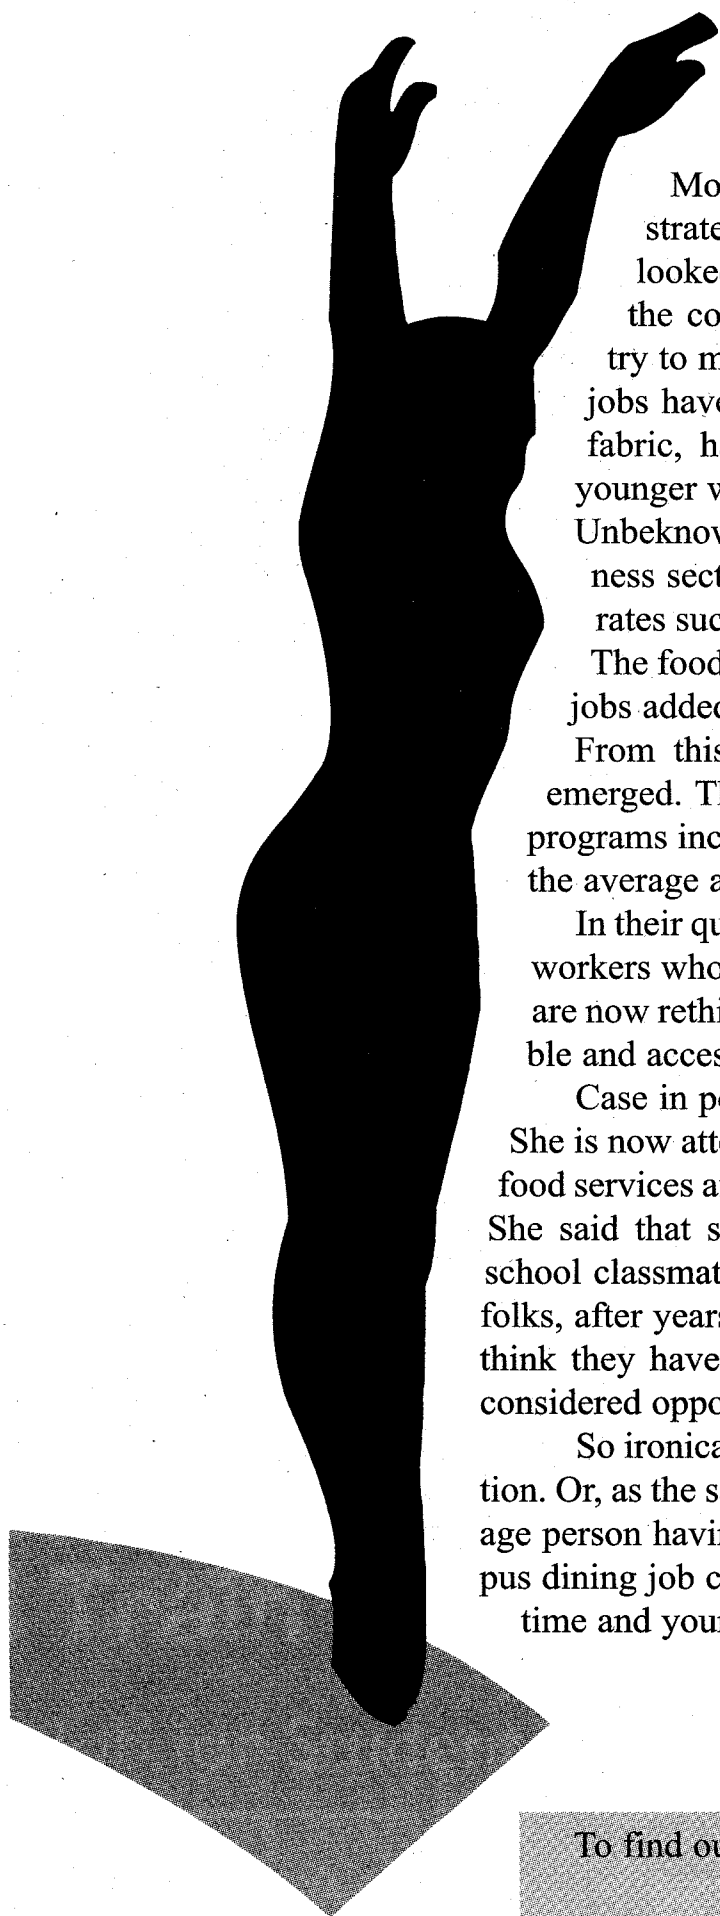 Mo
strate
looke
the co
try to m
jobs have
fabric, h
younger w
Unbeknow
ness sect
rates suc
The food
jobs added
From this
emerged. Th
programs inc
the average a
In their qu
workers who
are now rethi
ble and acces
Case in po
She is now atte
food services a
She said that s
school classmat
folks, after years
think they have
considered oppo
So ironica
tion. Or, as the s
age person havin
pus dining job c
time and your
To find ou